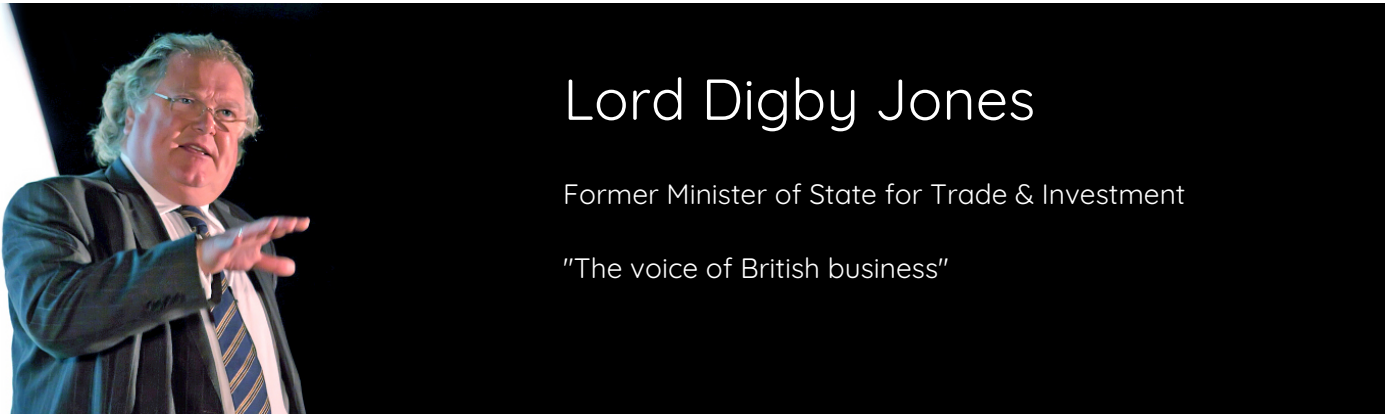 Lord Digby Jones
Former Minister of State for Trade & Investment
"The voice of British business"